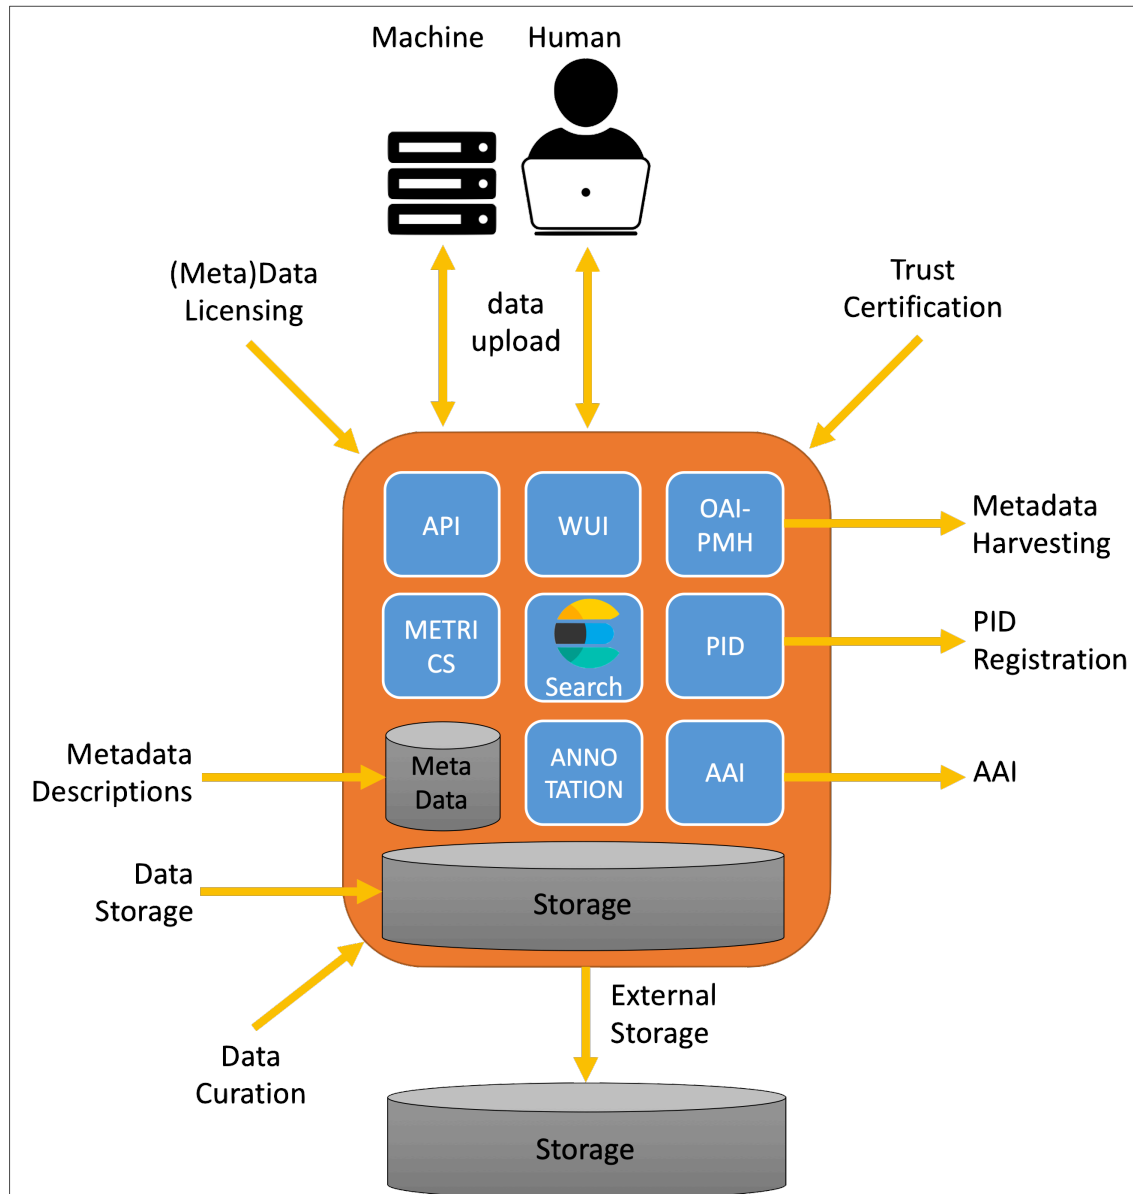 Machine
Human
(Meta)Data
Licensing
data
upload
Trust
Certification
API
WUI
OAI-
PMH
Metadata
Harvesting
METRI
CS
Search
PID
PID
Registration
Metadata
Descriptions
Meta
Data
ANNO
TATION
AAI
AAI
Data
Storage
Storage
Data
Curation
External
Storage
Storage